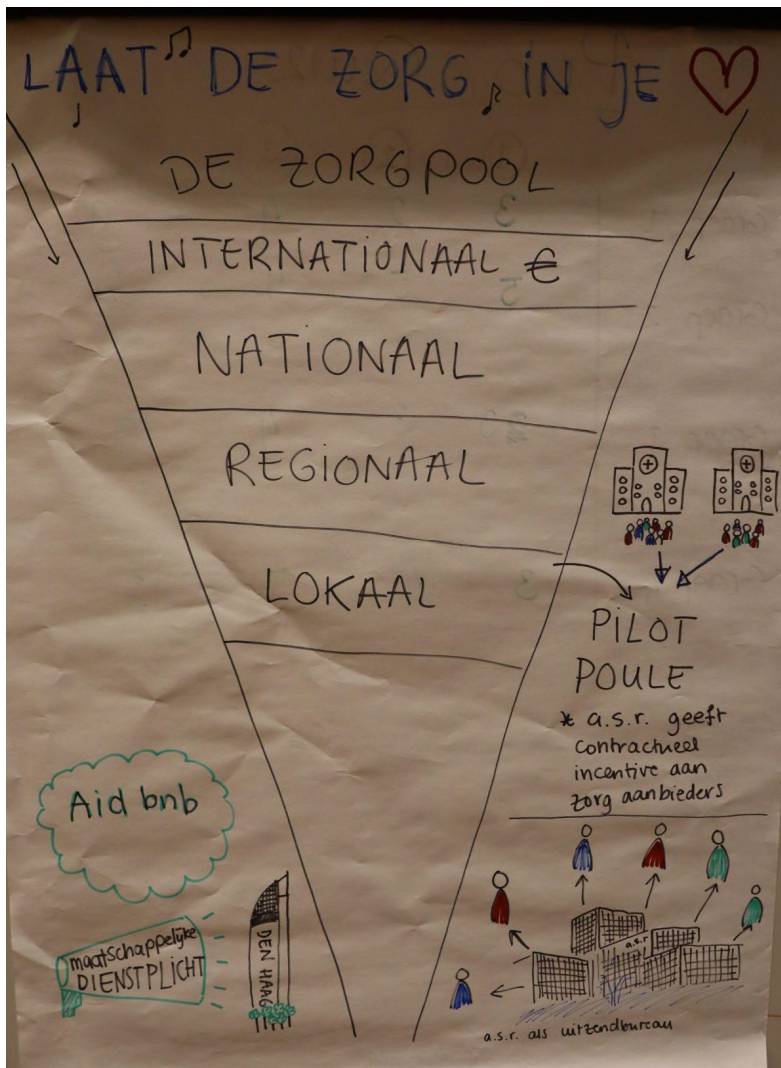 LAAT DE ZORG IN JE
DE ZORGPOOL
INTERNATIONAAL €
NATIONAAL
REGIONAAL
LOKAAL
PILOT
POULE
* a.s.r. geeft
contractueel
incentive aan
zorg aanbieders
Aid bnb
maatschappelijke
DIENSTPLICHT
DEN HAAG
a.s.r
a.s.r. als uitzendbureau